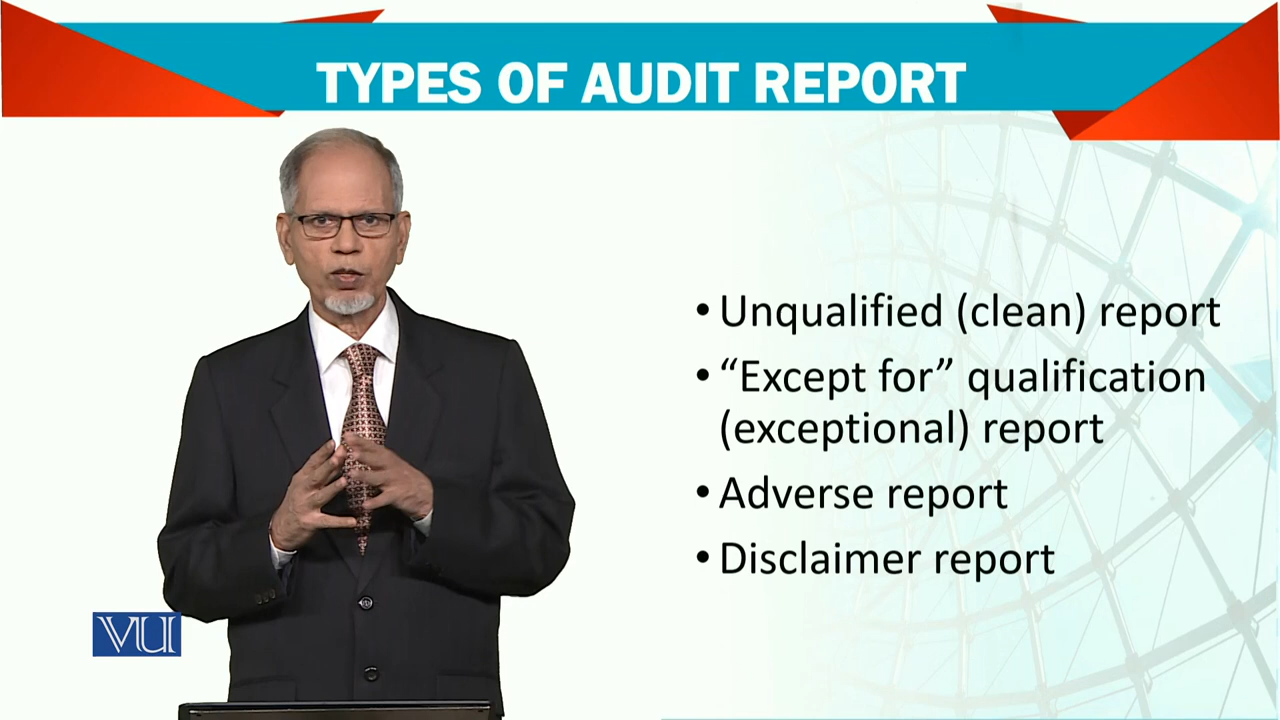 TYPES OF AUDIT REPORT
• Unqualified (clean) report
• “Except for” qualification
(exceptional) report
• Adverse report
• Disclaimer report
VU